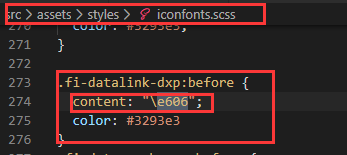 src > assets > styles > iconfonts.scss
270 color: #3293e3;
271 }
272
273 .fi-datalink-dxp:before {
274 content: "\e606";
275 color: #3293e3
276 }